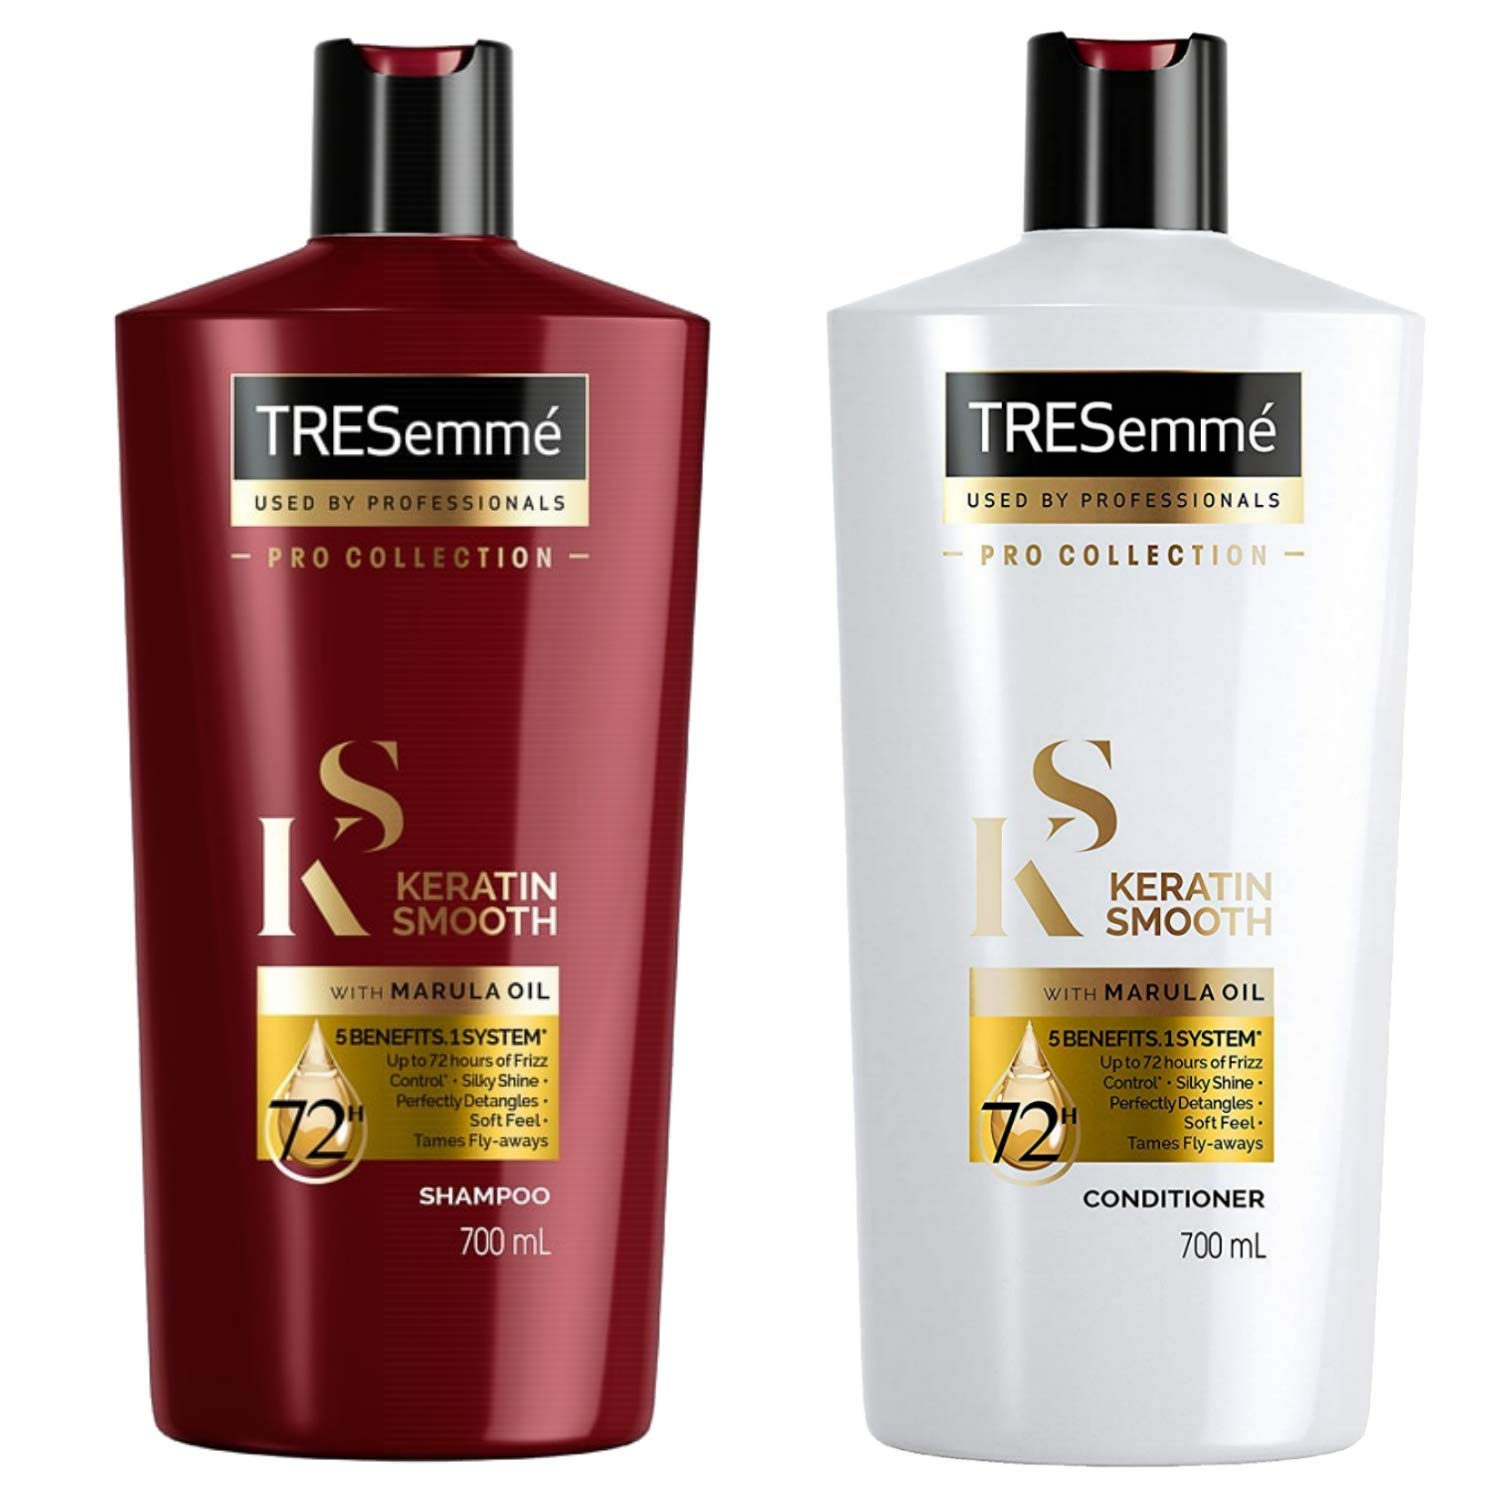 TRESemmé
USED BY PROFESSIONALS
– PRO COLLECTION –
KS
KERATIN
SMOOTH
WITH MARULA OIL
5 BENEFITS. 1 SYSTEM*
Up to 72 hours of Frizz
Control* • Silky Shine •
Perfectly Detangles •
Soft Feel •
Tames Fly-aways
72H
SHAMPOO
700 mL
TRESemmé
USED BY PROFESSIONALS
– PRO COLLECTION –
KS
KERATIN
SMOOTH
WITH MARULA OIL
5 BENEFITS. 1 SYSTEM*
Up to 72 hours of Frizz
Control* • Silky Shine •
Perfectly Detangles •
Soft Feel •
Tames Fly-aways
72H
CONDITIONER
700 mL